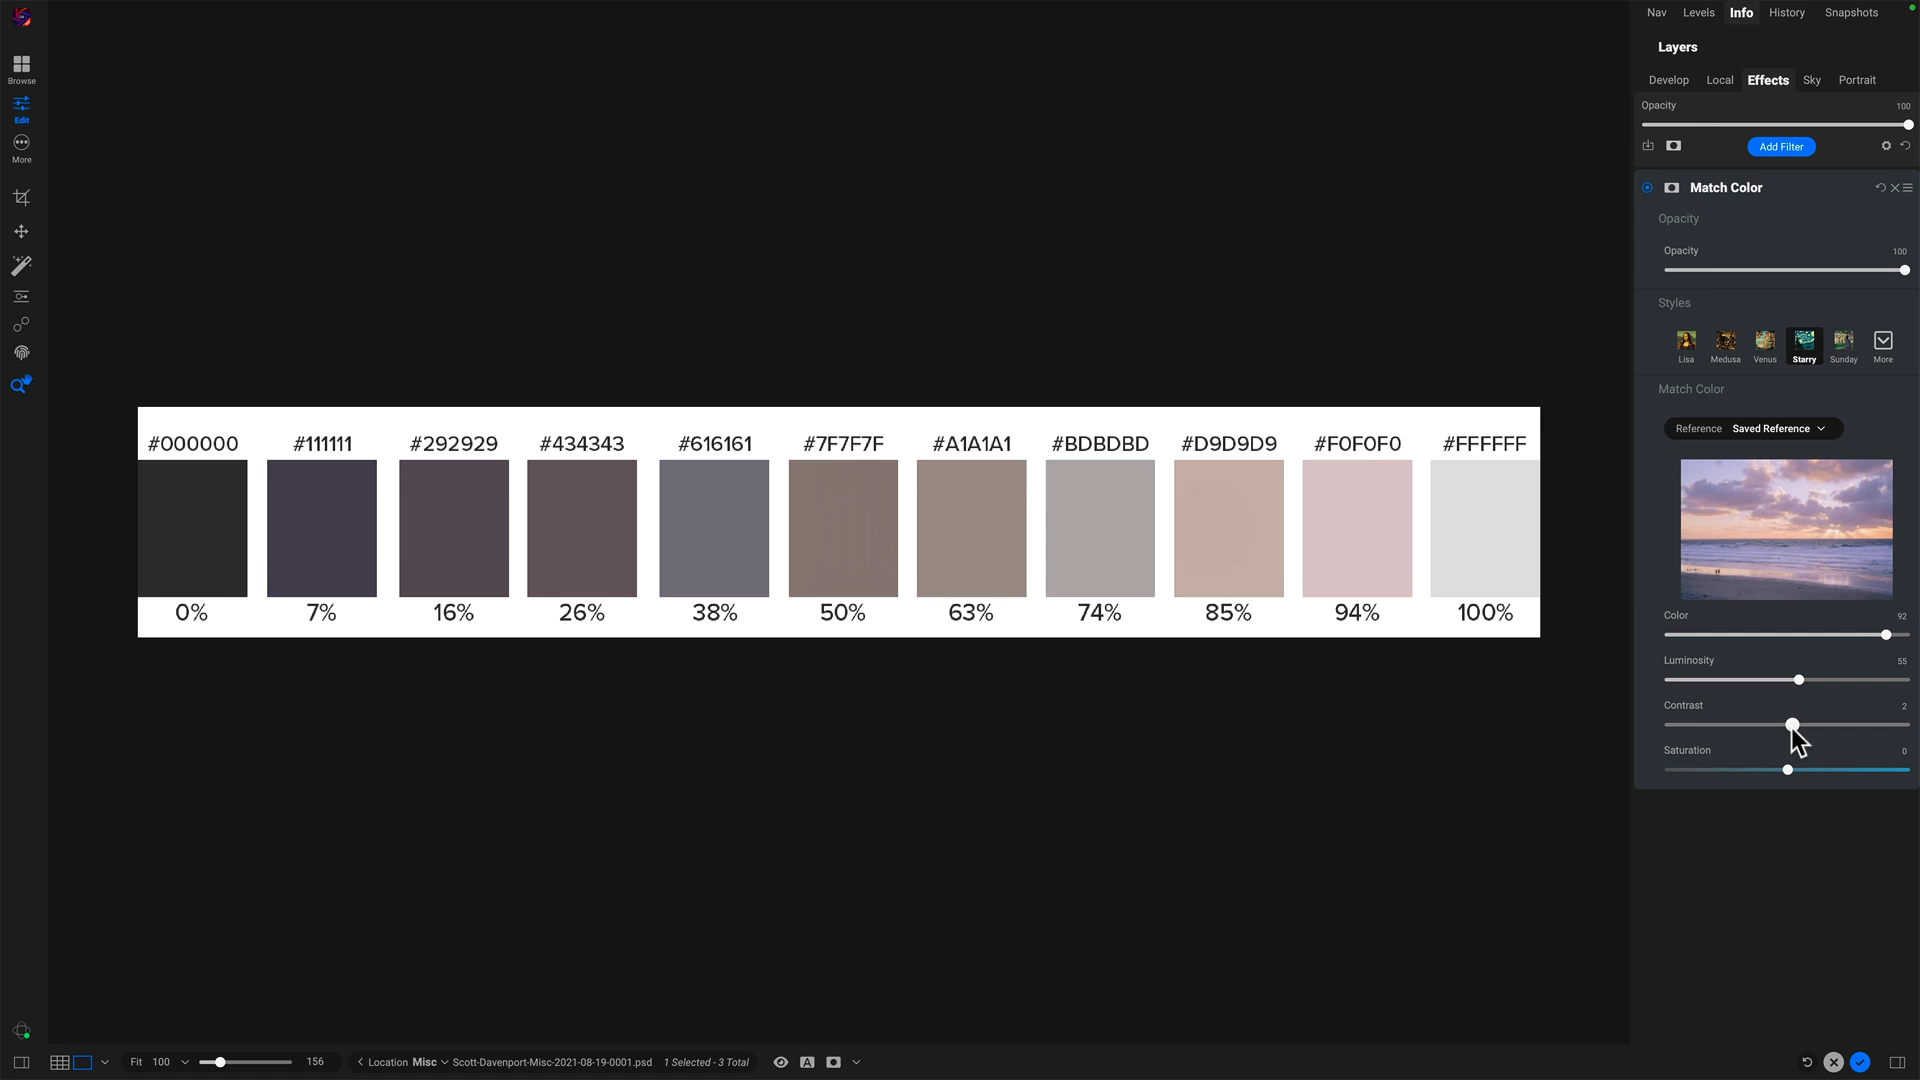 Nav Levels Info History Snapshots
Layers
Develop Local Effects Sky Portrait
Opacity 100
Add Filter
Match Color
Opacity
Opacity 100
Styles
Lisa Medusa Venus Starry Sunday More
Match Color
Reference Saved Reference
Color 92
Luminosity 55
Contrast 2
Saturation 0
Browse
Edit
More
#000000 #111111 #292929 #434343 #616161 #7F7F7F #A1A1A1 #BDBDBD #D9D9D9 #F0F0F0 #FFFFFF
0% 7% 16% 26% 38% 50% 63% 74% 85% 94% 100%
Fit 100 156 Location Misc Scott-Davenport-Misc-2021-08-19-0001.psd 1 Selected - 3 Total
A